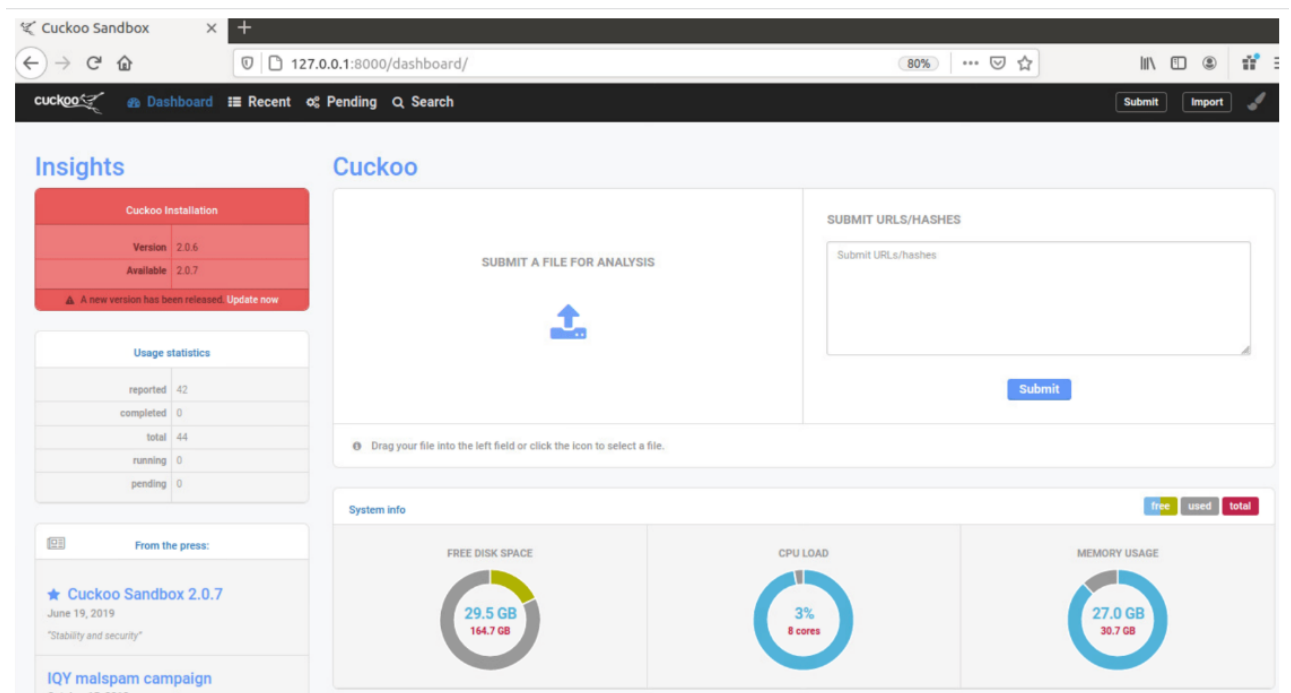 Cuckoo Sandbox
127.0.0.1:8000/dashboard/
80%
cuckoo
Dashboard
Recent
Pending
Search
Submit
Import
Insights
Cuckoo Installation
Version 2.0.6
Available 2.0.7
A new version has been released. Update now
Usage statistics
reported 42
completed 0
total 44
running 0
pending 0
From the press:
Cuckoo Sandbox 2.0.7
June 19, 2019
"Stability and security"
IQY malspam campaign
Cuckoo
SUBMIT A FILE FOR ANALYSIS
SUBMIT URLS/HASHES
Submit URLs/hashes
Submit
Drag your file into the left field or click the icon to select a file.
System info
free used total
FREE DISK SPACE
29.5 GB
164.7 GB
CPU LOAD
3%
8 cores
MEMORY USAGE
27.0 GB
30.7 GB